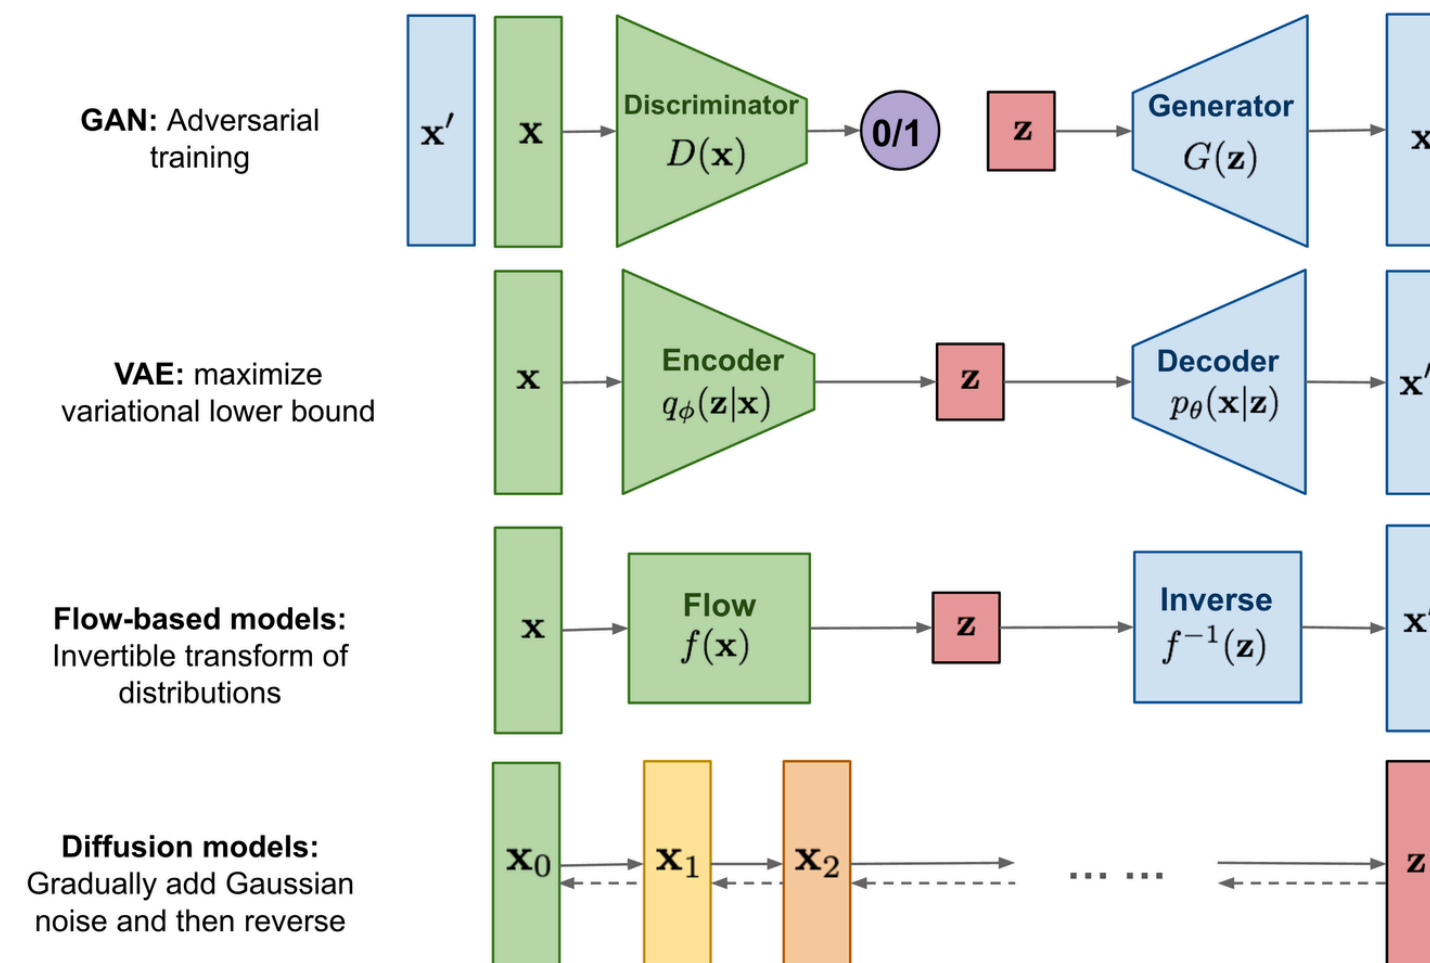 GAN: Adversarial
training
x′
x
Discriminator
D(x)
0/1
z
Generator
G(z)
x
VAE: maximize
variational lower bound
x
Encoder
qϕ(z|x)
z
Decoder
pθ(x|z)
x′
Flow-based models:
Invertible transform of
distributions
x
Flow
f(x)
z
Inverse
f⁻¹(z)
x′
Diffusion models:
Gradually add Gaussian
noise and then reverse
x₀
x₁
x₂
... ...
z